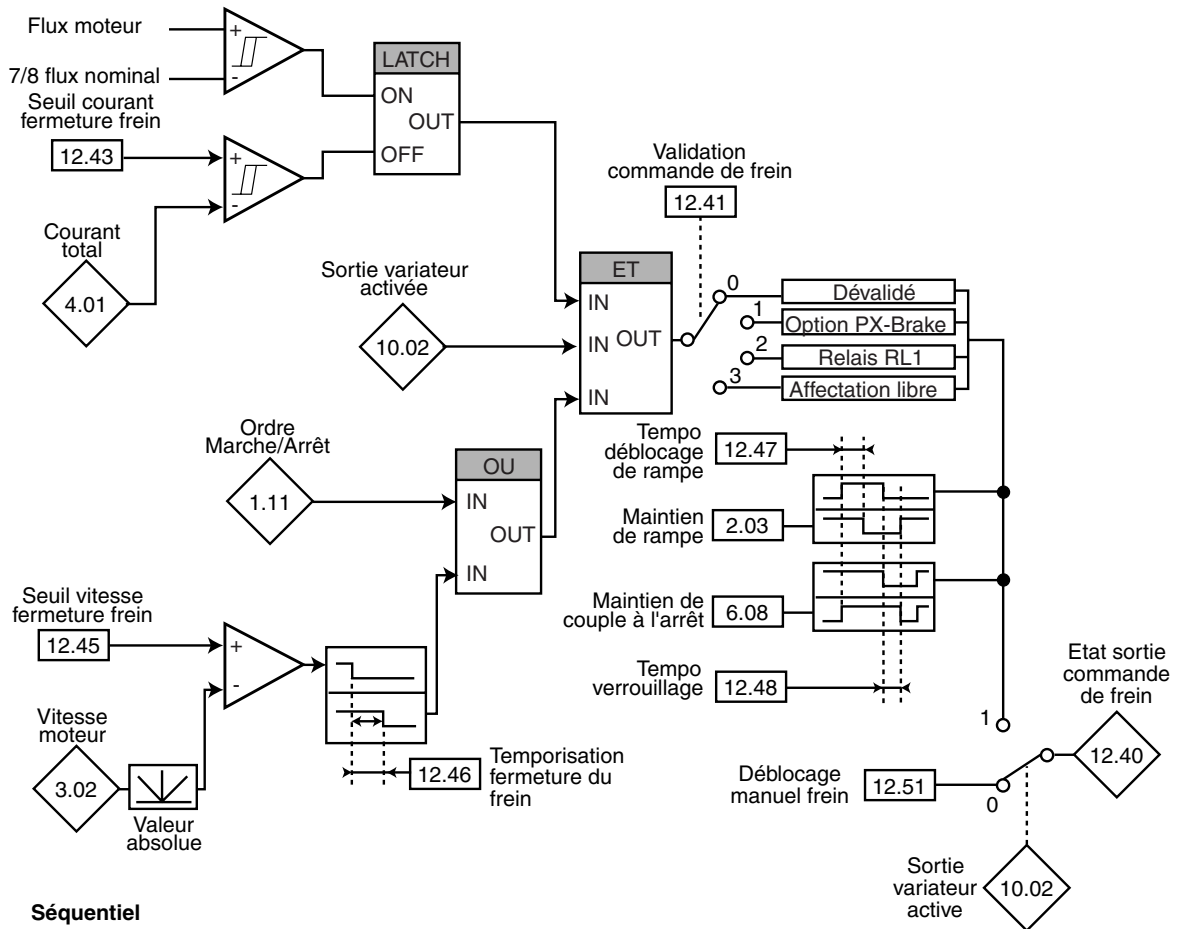 Flux moteur
+
LATCH
7/8 flux nominal
-
ON
Seuil courant
fermeture frein
OUT
12.43
+
OFF
-
Validation
commande de frein
12.41
Courant
total
4.01
Sortie variateur
activée
10.02
ET
IN
IN
OUT
IN
0
Dévalidé
1
Option PX-Brake
2
Relais RL1
3
Affectation libre
Ordre
Marche/Arrêt
1.11
OU
IN
OUT
IN
Tempo
déblocage
de rampe
12.47
Maintien
de rampe
2.03
Maintien de
couple à l'arrêt
6.08
Tempo
verrouillage
12.48
Seuil vitesse
fermeture frein
12.45
+
-
Vitesse
moteur
3.02
Valeur
absolue
12.46
Temporisation
fermeture du
frein
Etat sortie
commande
de frein
1
12.40
Déblocage
manuel frein
12.51
0
Sortie
variateur
active
10.02
Séquentiel